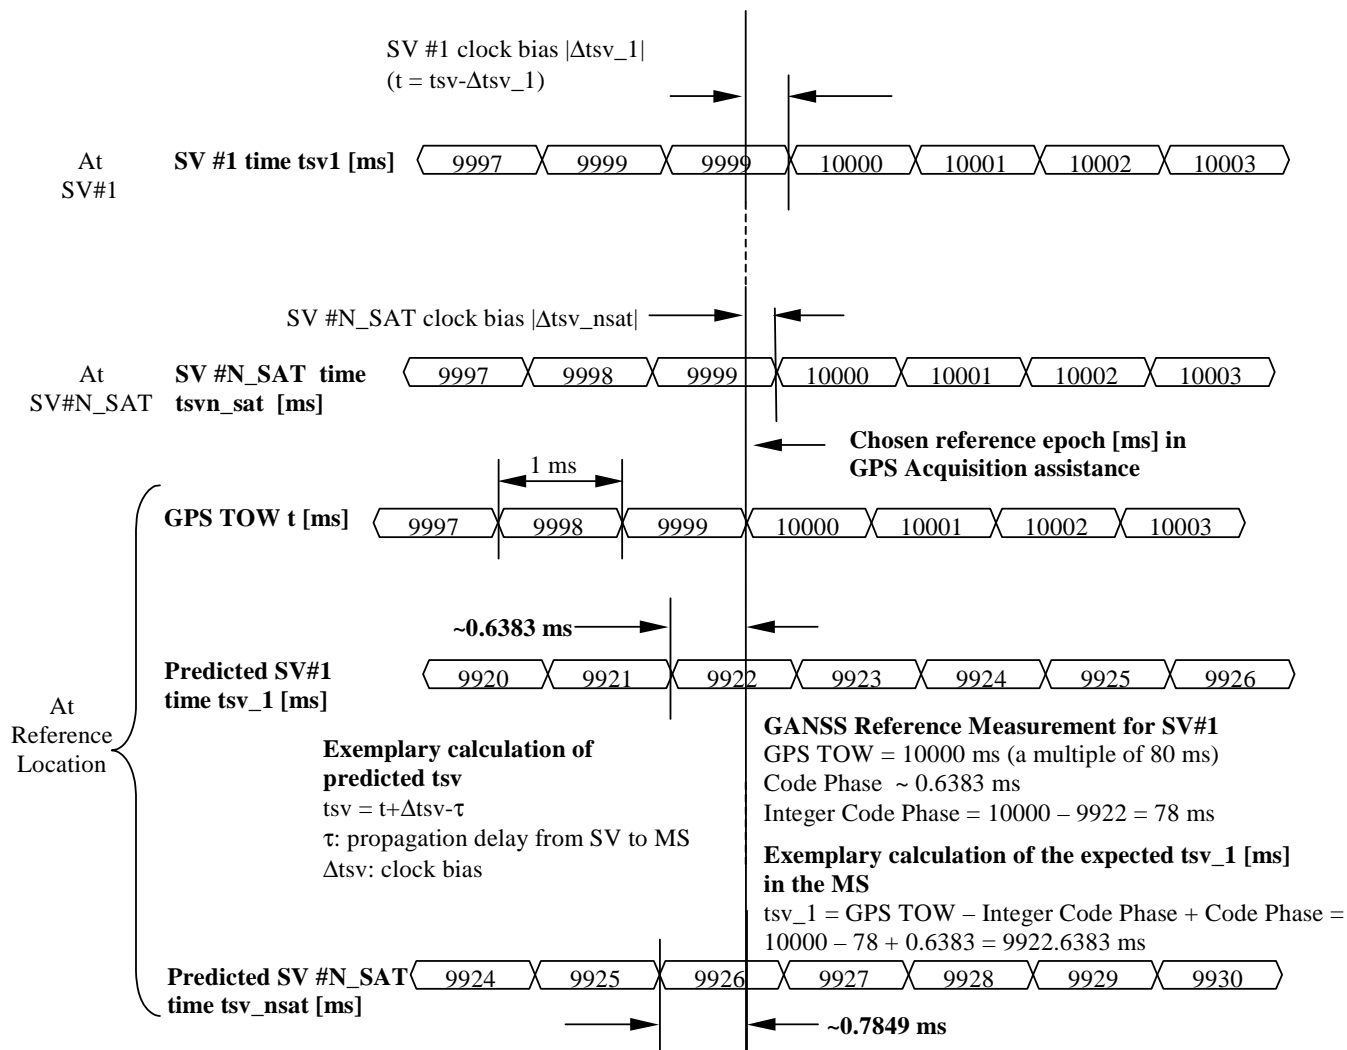 SV #1 clock bias |Δtsv_1|
(t = tsv-Δtsv_1)
At
SV#1
SV #1 time tsv1 [ms]
9997 9999 9999 10000 10001 10002 10003
SV #N_SAT clock bias |Δtsv_nsat|
At
SV#N_SAT
SV #N_SAT time
tsvn_sat [ms]
9997 9998 9999 10000 10001 10002 10003
Chosen reference epoch [ms] in
GPS Acquisition assistance
1 ms
GPS TOW t [ms]
9997 9998 9999 10000 10001 10002 10003
~0.6383 ms
Predicted SV#1
time tsv_1 [ms]
9920 9921 9922 9923 9924 9925 9926
At
Reference
Location
Exemplary calculation of
predicted tsv
tsv = t+Δtsv-τ
τ: propagation delay from SV to MS
Δtsv: clock bias
GANSS Reference Measurement for SV#1
GPS TOW = 10000 ms (a multiple of 80 ms)
Code Phase ~ 0.6383 ms
Integer Code Phase = 10000 – 9922 = 78 ms
Exemplary calculation of the expected tsv_1 [ms]
in the MS
tsv_1 = GPS TOW – Integer Code Phase + Code Phase =
10000 – 78 + 0.6383 = 9922.6383 ms
Predicted SV #N_SAT
time tsv_nsat [ms]
9924 9925 9926 9927 9928 9929 9930
~0.7849 ms